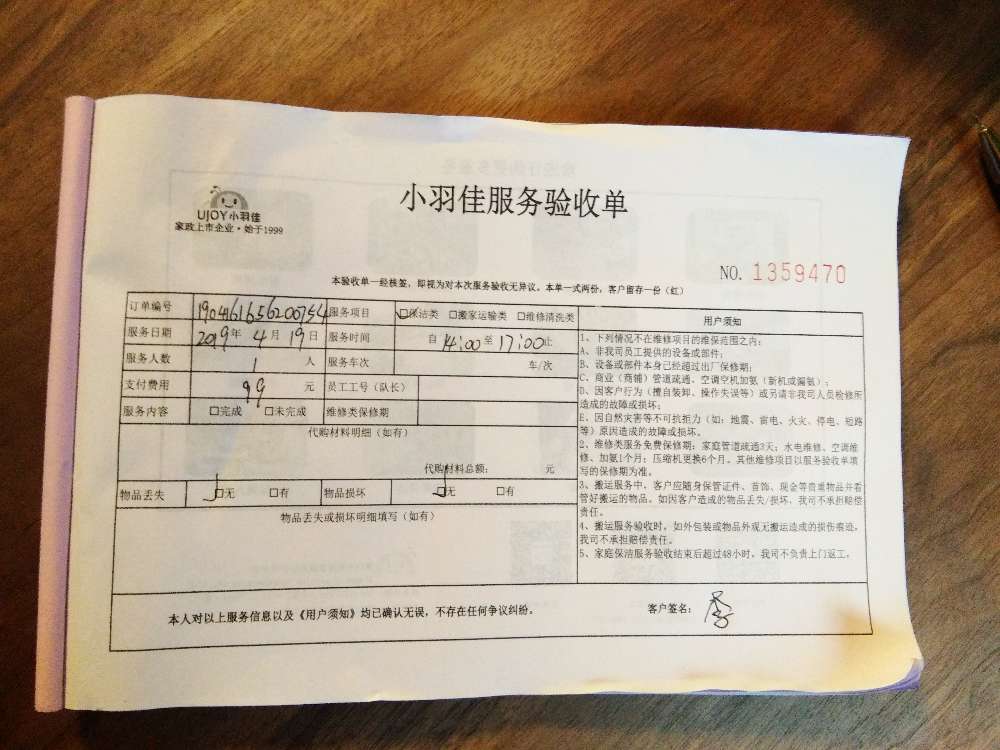 小羽佳服务验收单
UJOY小羽佳
家政上市企业·始于1999
NO. 1359470
本验收单一经核签，即视为对本次服务验收无异议。本单一式两份，客户留存一份（红）
订单编号 1904161656200754 服务项目 ☑保洁类 □搬家运输类 □维修清洗类
服务日期 2019年 4月 19日 服务时间 自 14:00 至 17:00 止
服务人数 1 人 服务车次 车/次
支付费用 99 元 员工工号（队长）
服务内容 □完成 □未完成 维修类保修期
代购材料明细（如有）
代购材料总额： 元
物品丢失 ☑无 □有 物品损坏 ☑无 □有
物品丢失或损坏明细填写（如有）
用户须知
1、下列情况不在维修项目的维保范围之内：
A、非我司员工提供的设备或部件；
B、设备或部件本身已经超过出厂保修期；
C、商业（商铺）管道疏通、空调空机加氨（新机或漏氨）；
D、因客户行为（擅自装卸、操作失误等）或另请非我司人员检修所
造成的故障或损坏；
E、因自然灾害等不可抗拒力（如：地震、雷电、火灾、停电、短路
等）原因造成的故障或损坏。
2、维修类服务免费保修期：家庭管道疏通3天；水电维修、空调维
修、加氨1个月；压缩机更换6个月。其他维修项目以服务验收单填
写的保修期为准。
3、搬运服务中，客户应随身保管证件、首饰、现金等贵重物品并看
管好搬运的物品。如因客户造成的物品丢失/损坏，我司不承担赔偿
责任。
4、搬运服务验收时，如外包装或物品外观无搬运造成的损伤痕迹，
我司不承担赔偿责任。
5、家庭保洁服务验收结束后超过48小时，我司不负责上门返工。
本人对以上服务信息以及《用户须知》均已确认无误，不存在任何争议纠纷。
客户签名： 李